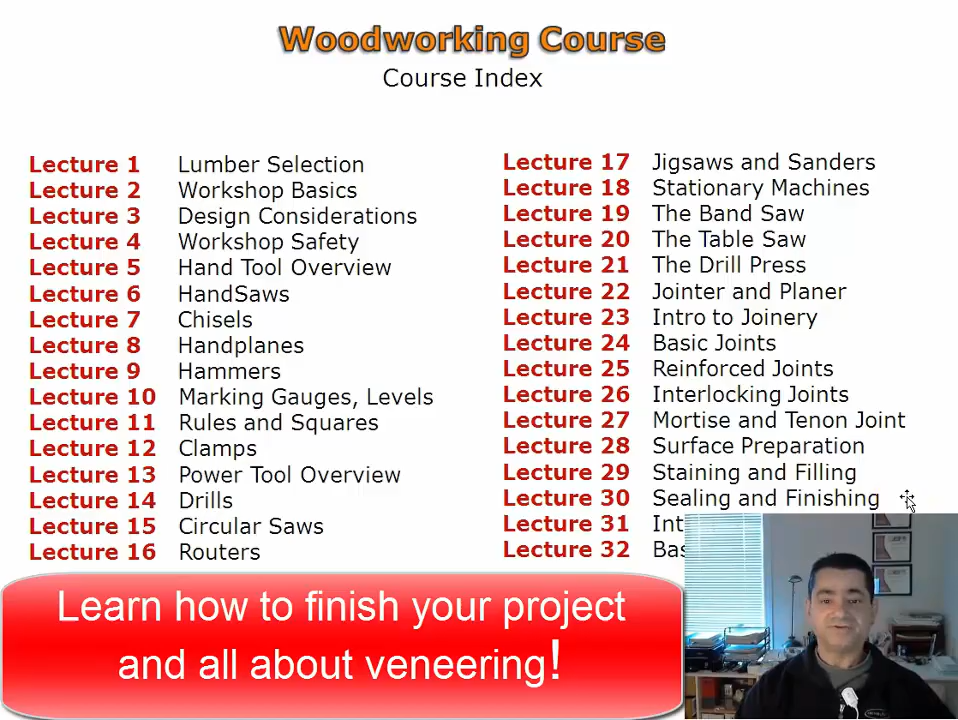 Woodworking Course
Course Index
Lecture 1 Lumber Selection
Lecture 2 Workshop Basics
Lecture 3 Design Considerations
Lecture 4 Workshop Safety
Lecture 5 Hand Tool Overview
Lecture 6 HandSaws
Lecture 7 Chisels
Lecture 8 Handplanes
Lecture 9 Hammers
Lecture 10 Marking Gauges, Levels
Lecture 11 Rules and Squares
Lecture 12 Clamps
Lecture 13 Power Tool Overview
Lecture 14 Drills
Lecture 15 Circular Saws
Lecture 16 Routers
Lecture 17 Jigsaws and Sanders
Lecture 18 Stationary Machines
Lecture 19 The Band Saw
Lecture 20 The Table Saw
Lecture 21 The Drill Press
Lecture 22 Jointer and Planer
Lecture 23 Intro to Joinery
Lecture 24 Basic Joints
Lecture 25 Reinforced Joints
Lecture 26 Interlocking Joints
Lecture 27 Mortise and Tenon Joint
Lecture 28 Surface Preparation
Lecture 29 Staining and Filling
Lecture 30 Sealing and Finishing
Lecture 31
Lecture 32
Learn how to finish your project
and all about veneering!